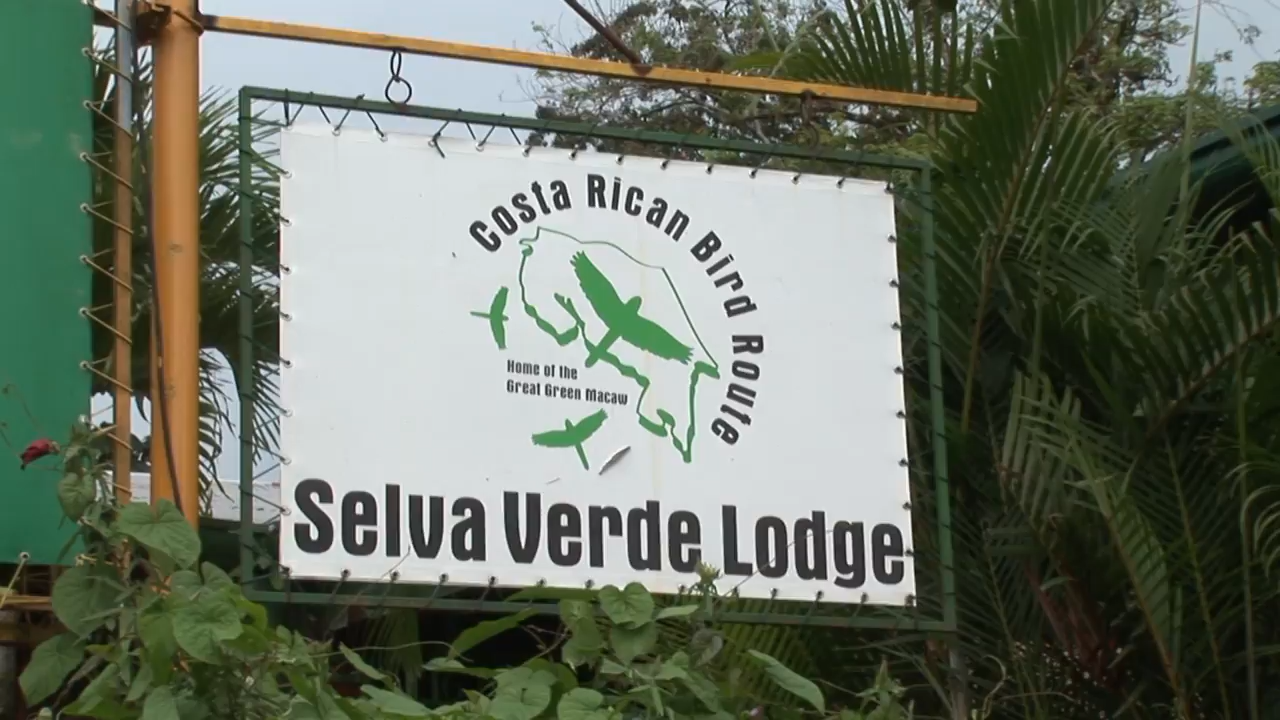 Costa Rican Bird Route
Home of the
Great Green Macaw
Selva Verde Lodge